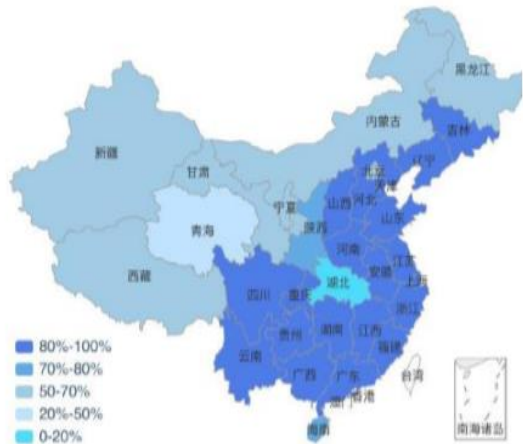 黑龙江
内蒙古
吉林
新疆
辽宁
北京
甘肃
天津
河北
山西
宁夏
山东
青海
陕西
河南
江苏
西藏
安徽
上海
湖北
四川
重庆
浙江
湖南
江西
贵州
福建
云南
台湾
广西
广东
香港
澳门
海南
南海诸岛
80%-100%
70%-80%
50-70%
20%-50%
0-20%